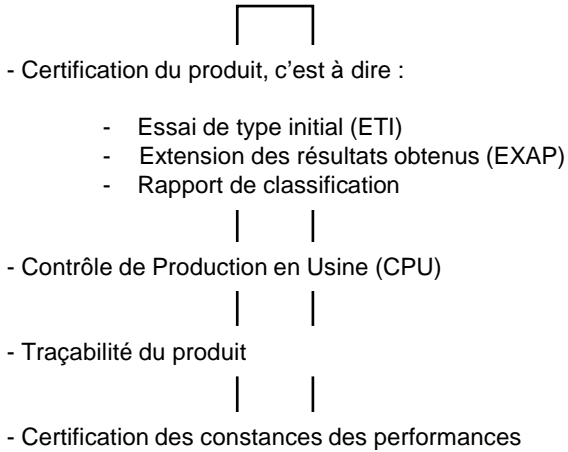 - Certification du produit, c’est à dire :
- Essai de type initial (ETI)
- Extension des résultats obtenus (EXAP)
- Rapport de classification
- Contrôle de Production en Usine (CPU)
- Traçabilité du produit
- Certification des constances des performances